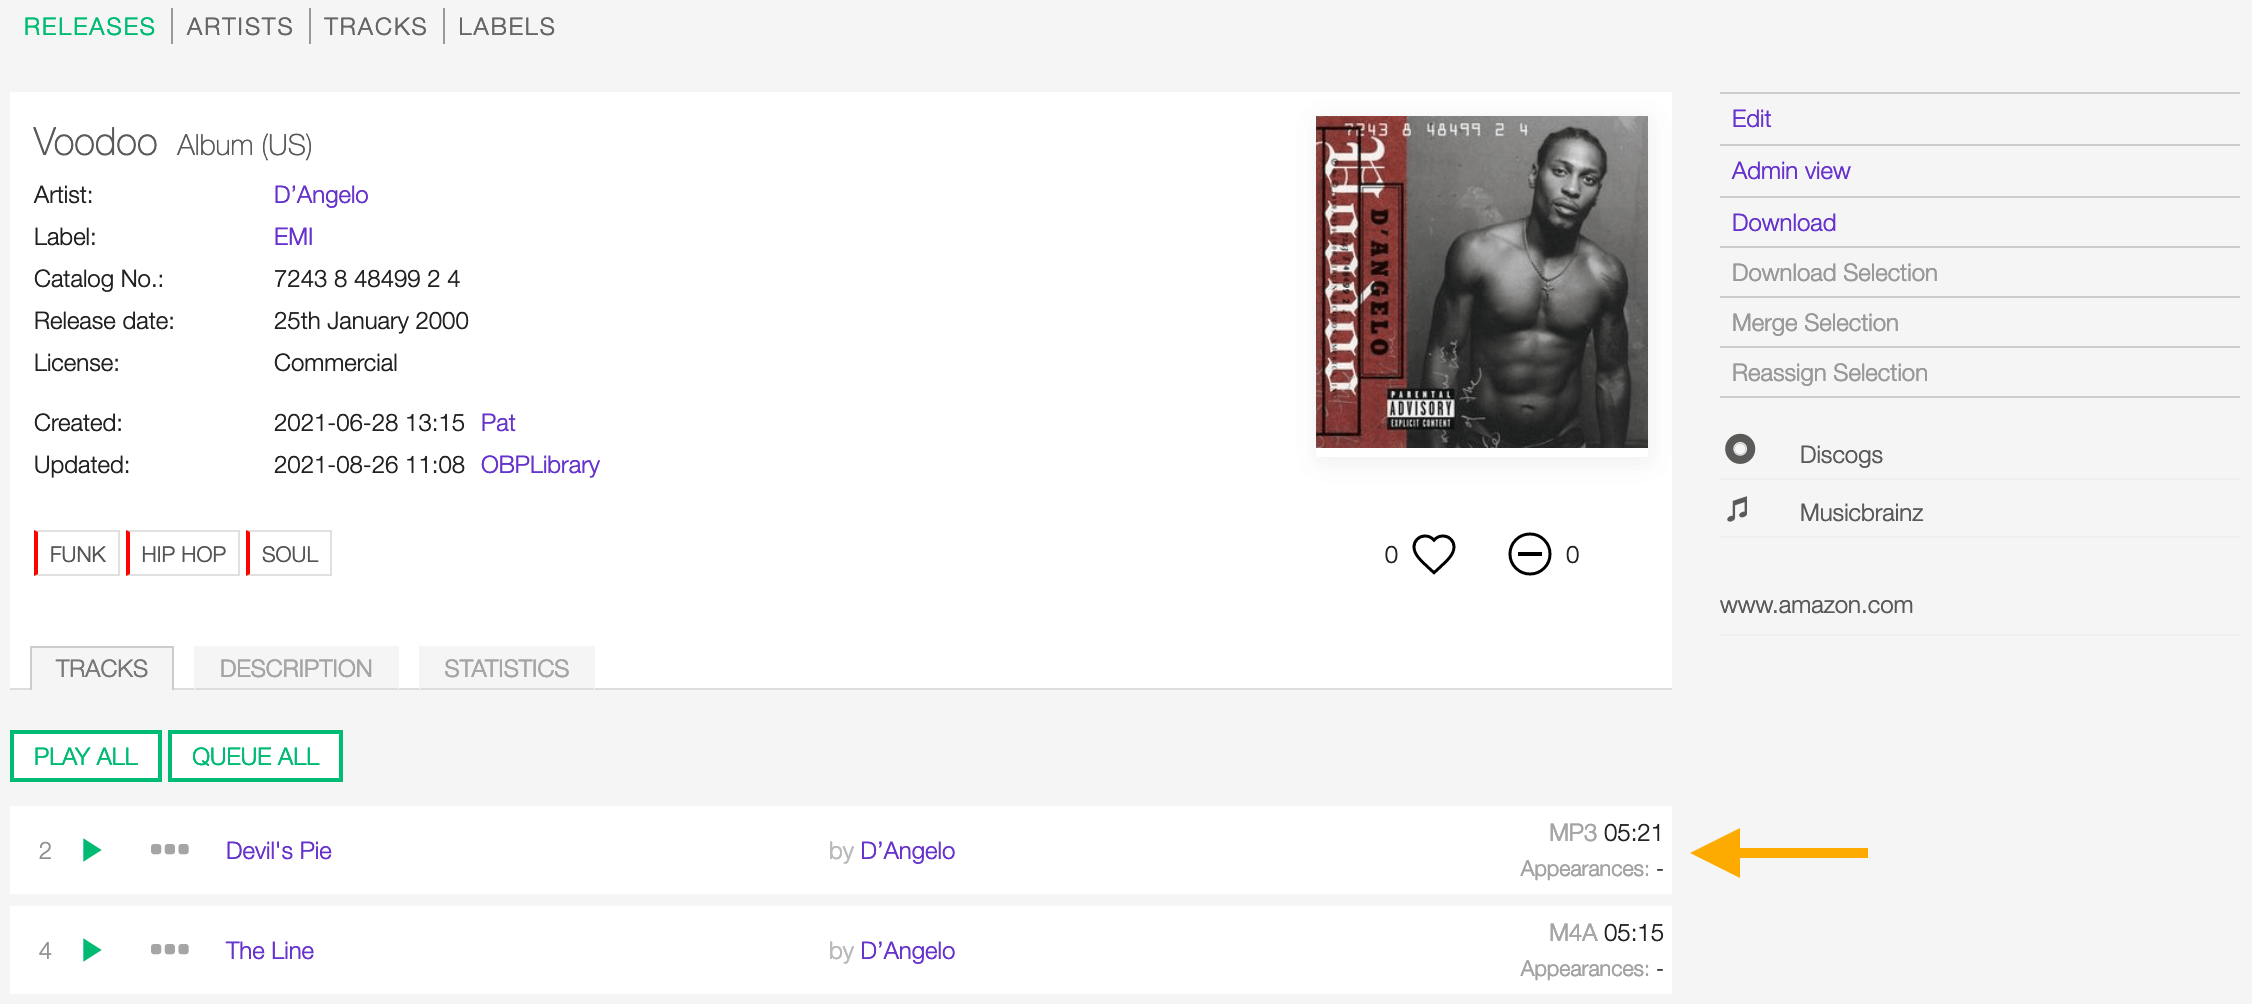 RELEASES ARTISTS TRACKS LABELS
Voodoo Album (US)
Artist: D'Angelo
Label: EMI
Catalog No.: 7243 8 48499 2 4
Release date: 25th January 2000
License: Commercial
Created: 2021-06-28 13:15 Pat
Updated: 2021-08-26 11:08 OBPLibrary
FUNK HIP HOP SOUL
7243 8 48499 2 4
Voodoo
D'ANGELO
PARENTAL
ADVISORY
EXPLICIT CONTENT
0 0
Edit
Admin view
Download
Download Selection
Merge Selection
Reassign Selection
Discogs
Musicbrainz
www.amazon.com
TRACKS DESCRIPTION STATISTICS
PLAY ALL QUEUE ALL
2 Devil's Pie by D'Angelo MP3 05:21
Appearances: -
4 The Line by D'Angelo M4A 05:15
Appearances: -